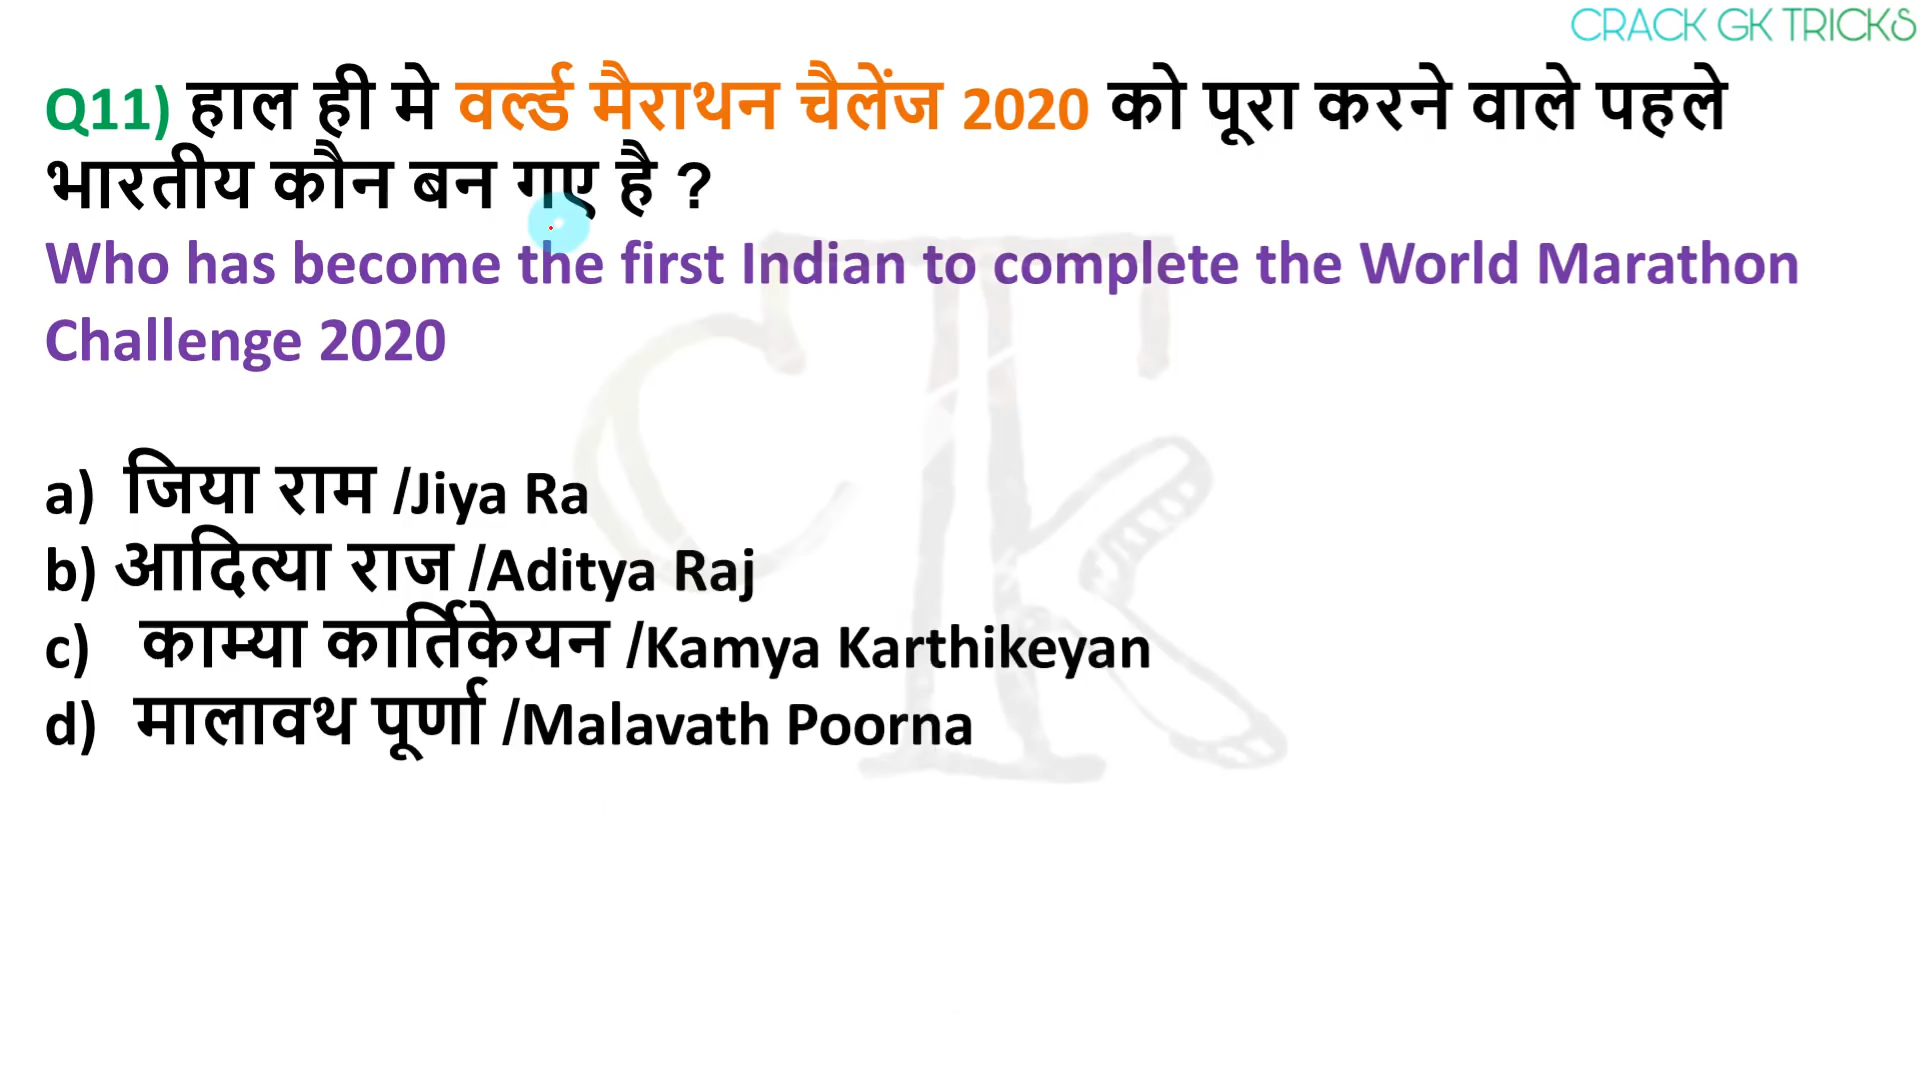 CRACK GK TRICKS
Q11) हाल ही मे वर्ल्ड मैराथन चैलेंज 2020 को पूरा करने वाले पहले
भारतीय कौन बन गए है ?
Who has become the first Indian to complete the World Marathon
Challenge 2020
a) जिया राम /Jiya Ra
b) आदित्या राज /Aditya Raj
c) काम्या कार्तिकेयन /Kamya Karthikeyan
d) मालावथ पूर्णा /Malavath Poorna
CTK